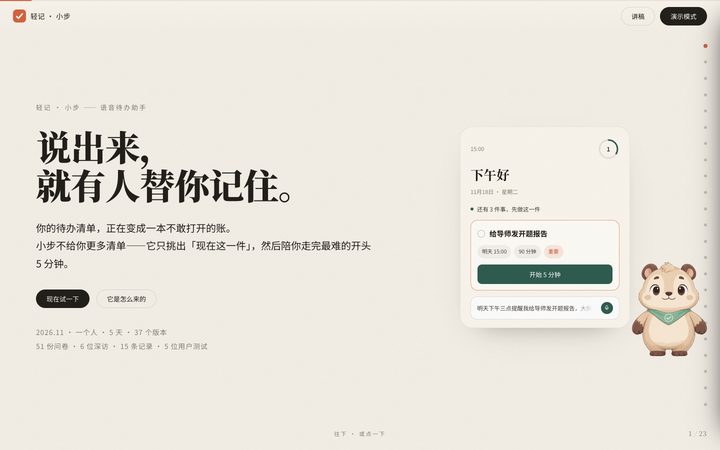 轻记 · 小步
讲稿
演示模式
轻记 · 小步 —— 语音待办助手
说出来，
就有人替你记住。
你的待办清单，正在变成一本不敢打开的账。
小步不给你更多清单——它只挑出「现在这一件」，然后陪你走完最难的开头
5 分钟。
现在试一下
它是怎么来的
2026.11 · 一个人 · 5 天 · 37 个版本
51 份问卷 · 6 位深访 · 15 条记录 · 5 位用户测试
15:00
1
下午好
11月18日 · 星期二
还有 3 件事，先做这一件
给导师发开题报告
明天 15:00
90 分钟
重要
开始 5 分钟
明天下午三点提醒我给导师发开题报告，大
往下 · 或点一下
1 / 23